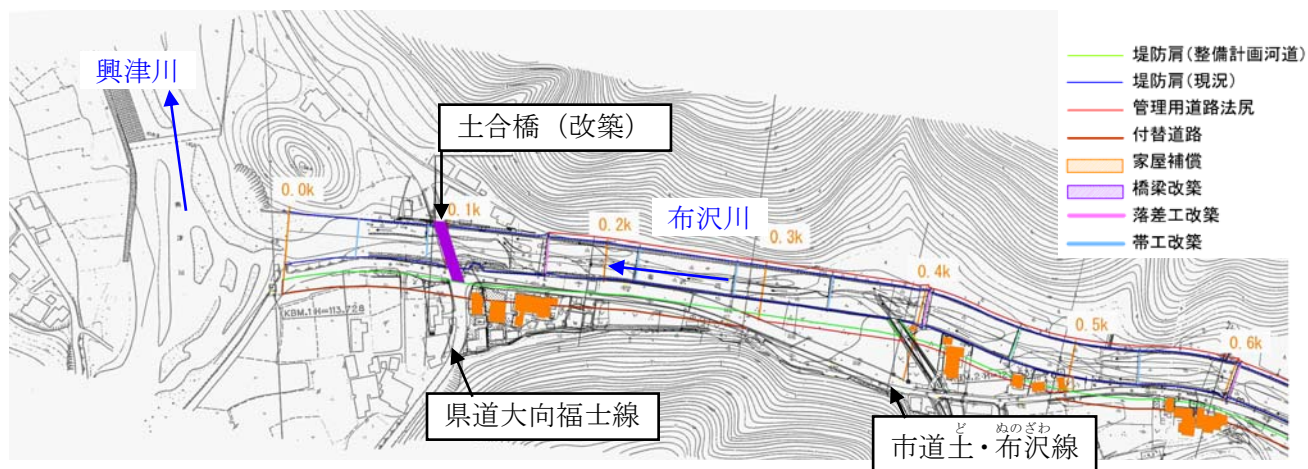 興津川
土合橋（改築）
布沢川
0.0k
0.1k
0.2k
0.3k
0.4k
0.5k
0.6k
KBM.1 H=113.728
県道大向福士線
市道土・布沢線
ど ぬのざわ
堤防肩(整備計画河道)
堤防肩(現況)
管理用道路法尻
付替道路
家屋補償
橋梁改築
落差工改築
帯工改築